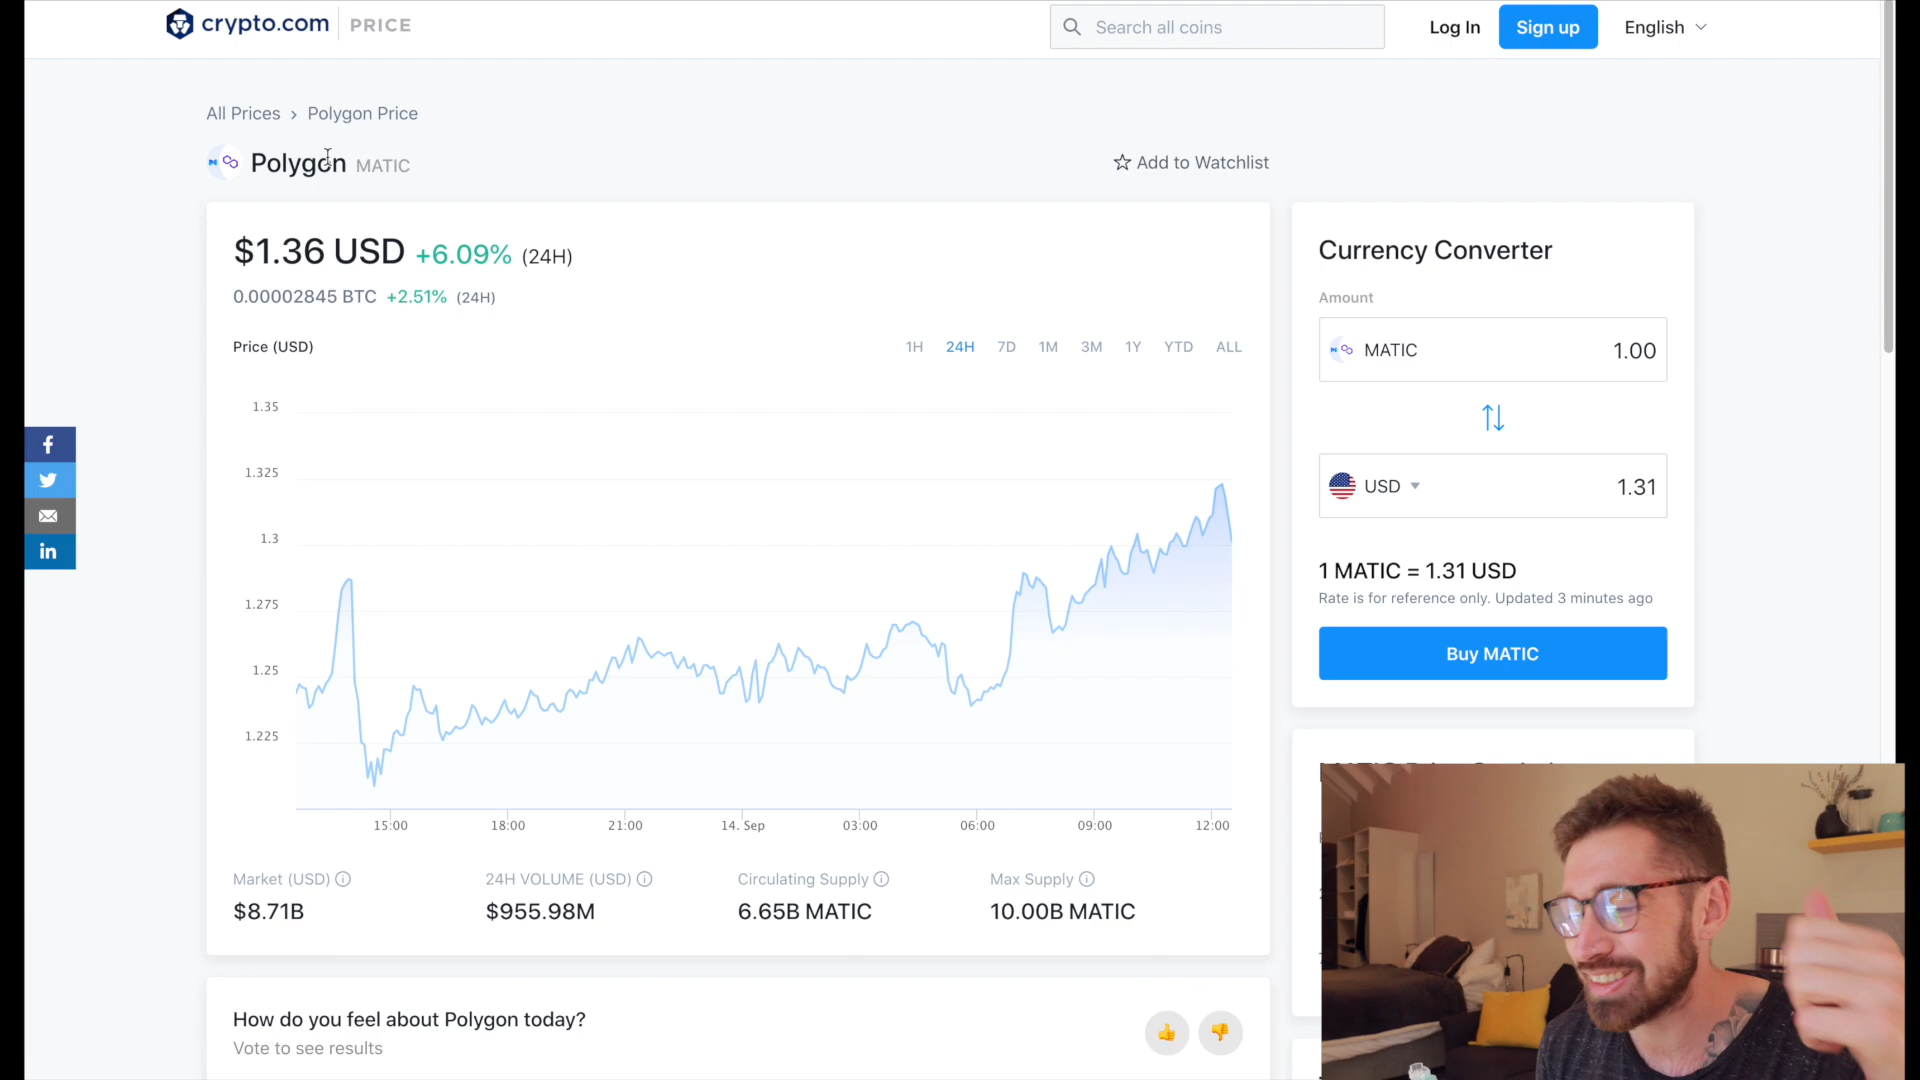 crypto.com PRICE
Search all coins
Log In
Sign up
English
All Prices › Polygon Price
Polygon MATIC
Add to Watchlist
$1.36 USD +6.09% (24H)
0.00002845 BTC +2.51% (24H)
Price (USD)
1H 24H 7D 1M 3M 1Y YTD ALL
1.35
1.325
1.3
1.275
1.25
1.225
15:00 18:00 21:00 14. Sep 03:00 06:00 09:00 12:00
Market (USD)
$8.71B
24H VOLUME (USD)
$955.98M
Circulating Supply
6.65B MATIC
Max Supply
10.00B MATIC
How do you feel about Polygon today?
Vote to see results
Currency Converter
Amount
MATIC 1.00
USD 1.31
1 MATIC = 1.31 USD
Rate is for reference only. Updated 3 minutes ago
Buy MATIC
f
in